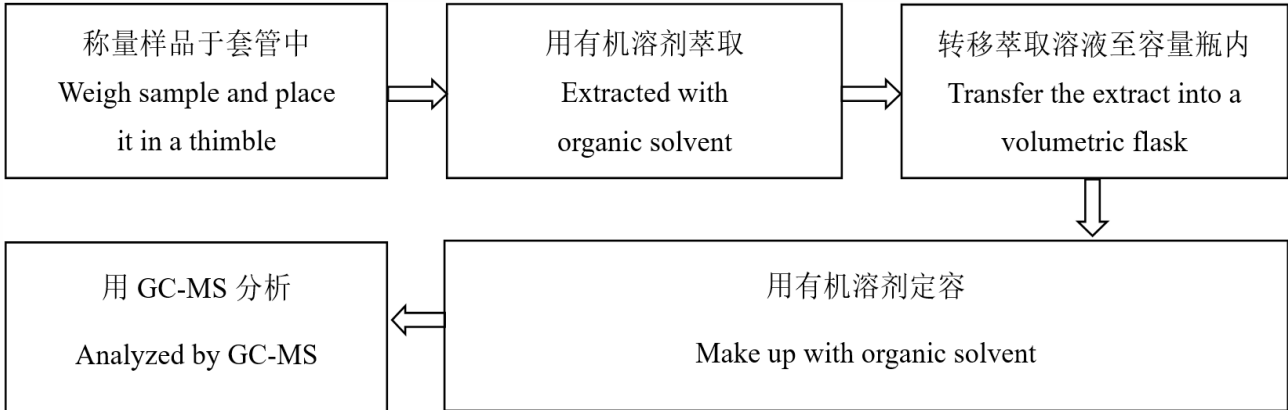 称量样品于套管中
Weigh sample and place
it in a thimble
用有机溶剂萃取
Extracted with
organic solvent
转移萃取溶液至容量瓶内
Transfer the extract into a
volumetric flask
用有机溶剂定容
Make up with organic solvent
用 GC-MS 分析
Analyzed by GC-MS